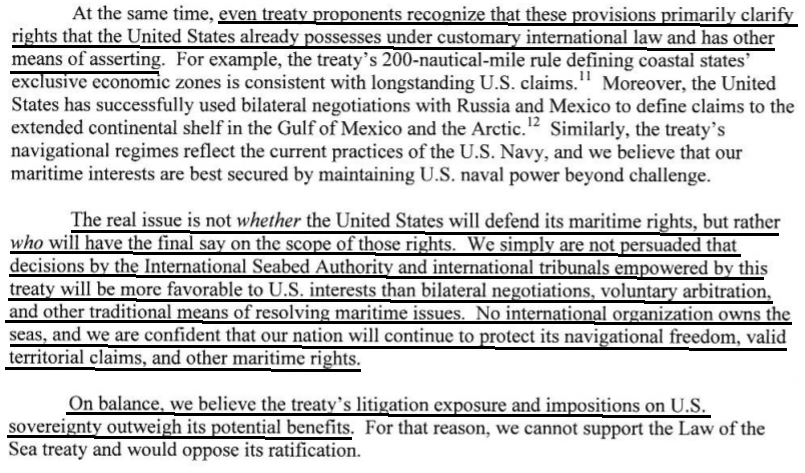 At the same time, even treaty proponents recognize that these provisions primarily clarify
rights that the United States already possesses under customary international law and has other
means of asserting. For example, the treaty's 200-nautical-mile rule defining coastal states'
exclusive economic zones is consistent with longstanding U.S. claims.11 Moreover, the United
States has successfully used bilateral negotiations with Russia and Mexico to define claims to the
extended continental shelf in the Gulf of Mexico and the Arctic.12 Similarly, the treaty's
navigational regimes reflect the current practices of the U.S. Navy, and we believe that our
maritime interests are best secured by maintaining U.S. naval power beyond challenge.
The real issue is not whether the United States will defend its maritime rights, but rather
who will have the final say on the scope of those rights. We simply are not persuaded that
decisions by the International Seabed Authority and international tribunals empowered by this
treaty will be more favorable to U.S. interests than bilateral negotiations, voluntary arbitration,
and other traditional means of resolving maritime issues. No international organization owns the
seas, and we are confident that our nation will continue to protect its navigational freedom, valid
territorial claims, and other maritime rights.
On balance, we believe the treaty's litigation exposure and impositions on U.S.
sovereignty outweigh its potential benefits. For that reason, we cannot support the Law of the
Sea treaty and would oppose its ratification.